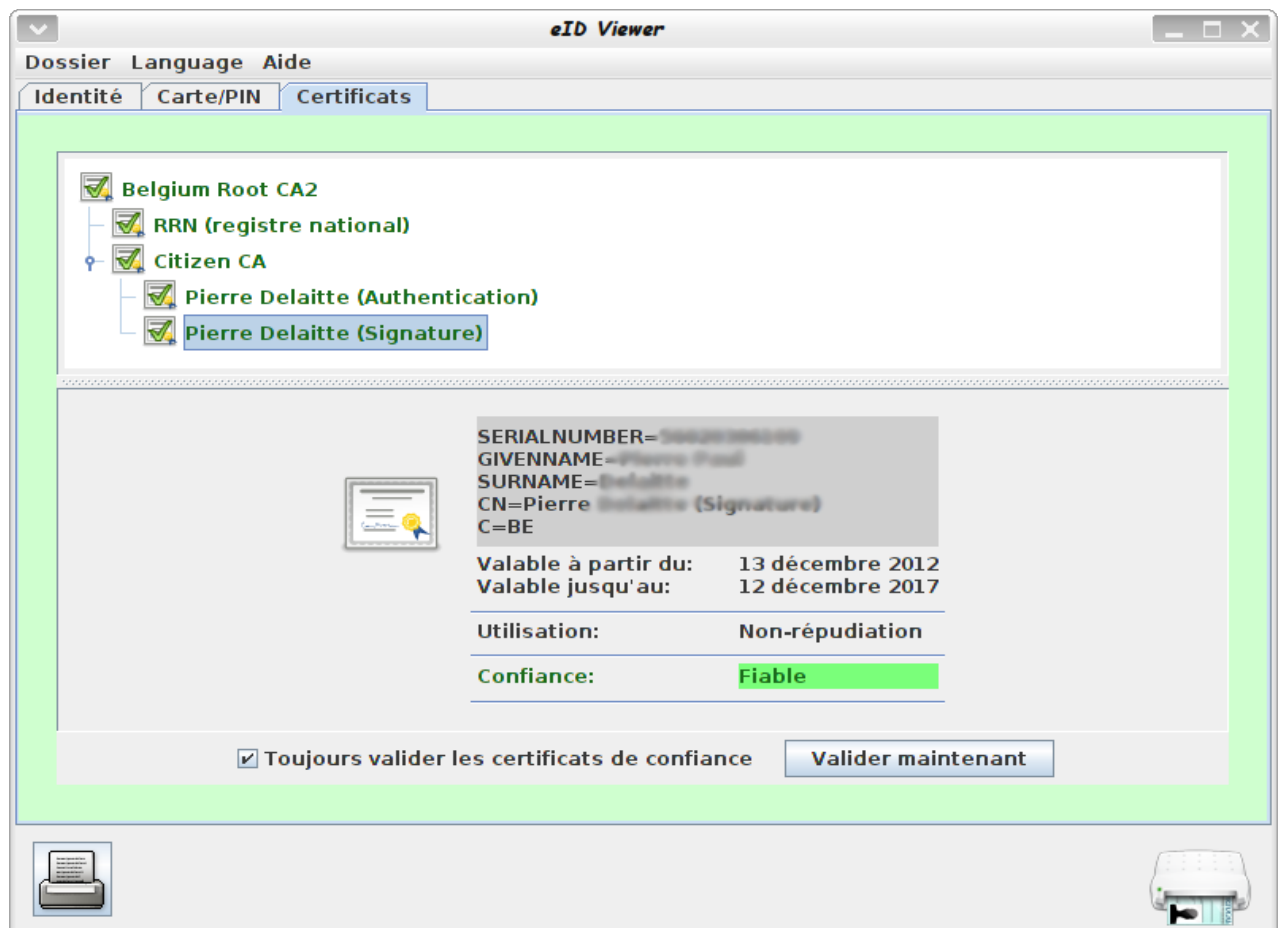 eID Viewer
Dossier Language Aide
Identité Carte/PIN Certificats
Belgium Root CA2
RRN (registre national)
Citizen CA
Pierre Delaitte (Authentication)
Pierre Delaitte (Signature)
SERIALNUMBER=
GIVENNAME=
SURNAME=
CN=Pierre
C=BE
Valable à partir du: 13 décembre 2012
Valable jusqu'au: 12 décembre 2017
Utilisation: Non-répudiation
Confiance: Fiable
Toujours valider les certificats de confiance Valider maintenant